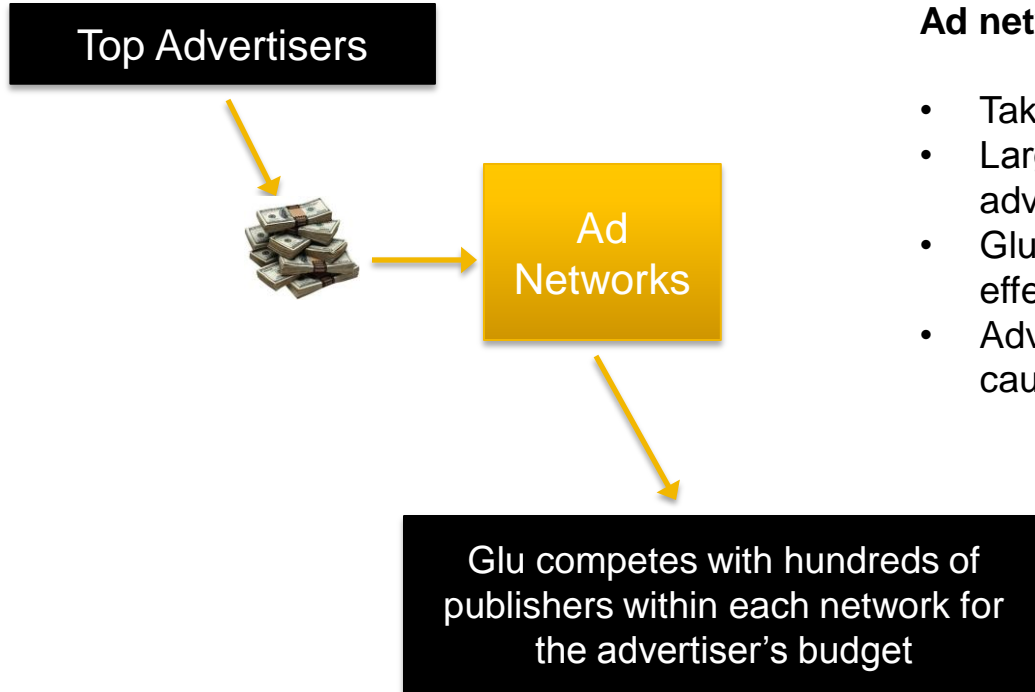 Top Advertisers
Ad
Networks
Glu competes with hundreds of
publishers within each network for
the advertiser's budget
Ad net
• Tak
• Lar
adv
• Glu
effe
• Adv
cau